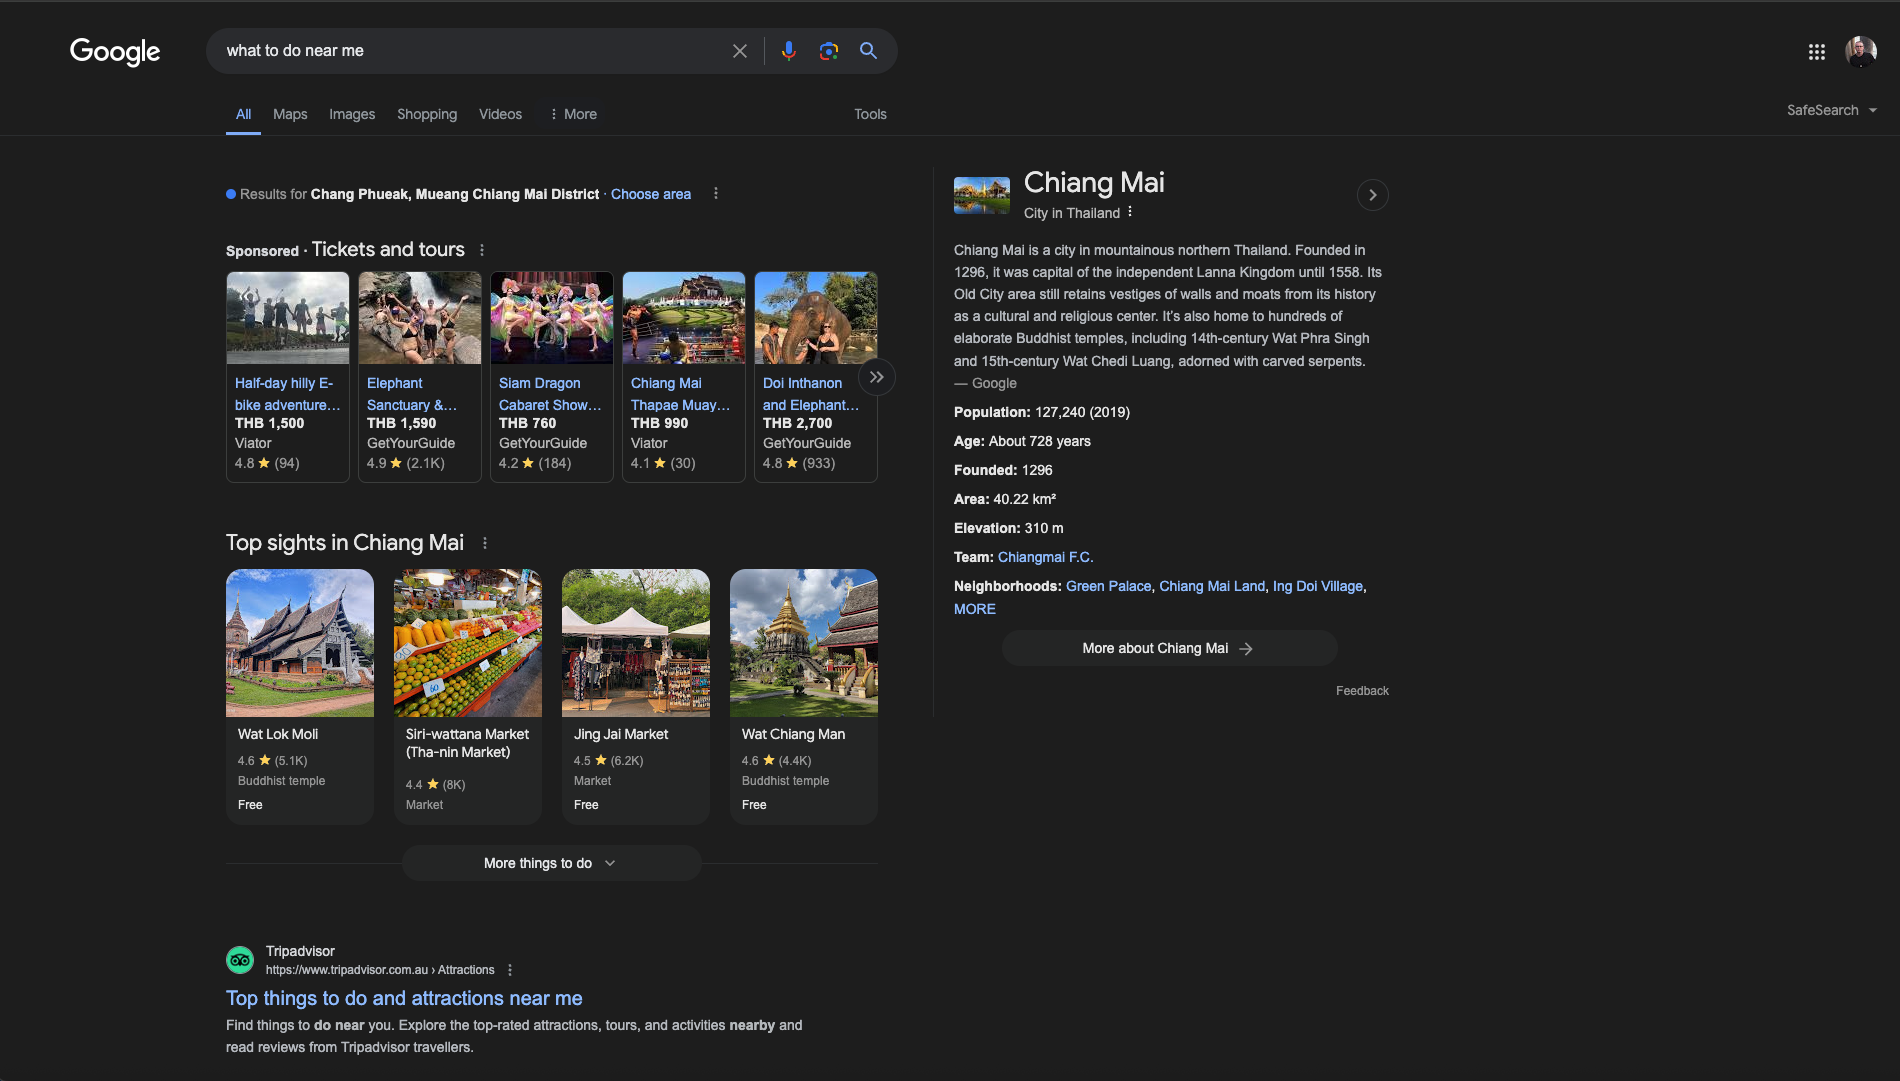 Google
what to do near me
All
Maps
Images
Shopping
Videos
More
Tools
SafeSearch
Results for Chang Phueak, Mueang Chiang Mai District · Choose area
Sponsored · Tickets and tours
Half-day hilly E-
bike adventure...
THB 1,500
Viator
4.8 ★ (94)
Elephant
Sanctuary &...
THB 1,590
GetYourGuide
4.9 ★ (2.1K)
Siam Dragon
Cabaret Show...
THB 760
GetYourGuide
4.2 ★ (184)
Chiang Mai
Thapae Muay...
THB 990
Viator
4.1 ★ (30)
Doi Inthanon
and Elephant...
THB 2,700
GetYourGuide
4.8 ★ (933)
Top sights in Chiang Mai
60
Wat Lok Moli
4.6 ★ (5.1K)
Buddhist temple
Free
Siri-wattana Market
(Tha-nin Market)
4.4 ★ (8K)
Market
Jing Jai Market
4.5 ★ (6.2K)
Market
Free
Wat Chiang Man
4.6 ★ (4.4K)
Buddhist temple
Free
More things to do
Tripadvisor
https://www.tripadvisor.com.au › Attractions
Top things to do and attractions near me
Find things to do near you. Explore the top-rated attractions, tours, and activities nearby and
read reviews from Tripadvisor travellers.
Chiang Mai
City in Thailand
Chiang Mai is a city in mountainous northern Thailand. Founded in
1296, it was capital of the independent Lanna Kingdom until 1558. Its
Old City area still retains vestiges of walls and moats from its history
as a cultural and religious center. It's also home to hundreds of
elaborate Buddhist temples, including 14th-century Wat Phra Singh
and 15th-century Wat Chedi Luang, adorned with carved serpents.
— Google
Population: 127,240 (2019)
Age: About 728 years
Founded: 1296
Area: 40.22 km²
Elevation: 310 m
Team: Chiangmai F.C.
Neighborhoods: Green Palace, Chiang Mai Land, Ing Doi Village,
MORE
More about Chiang Mai →
Feedback